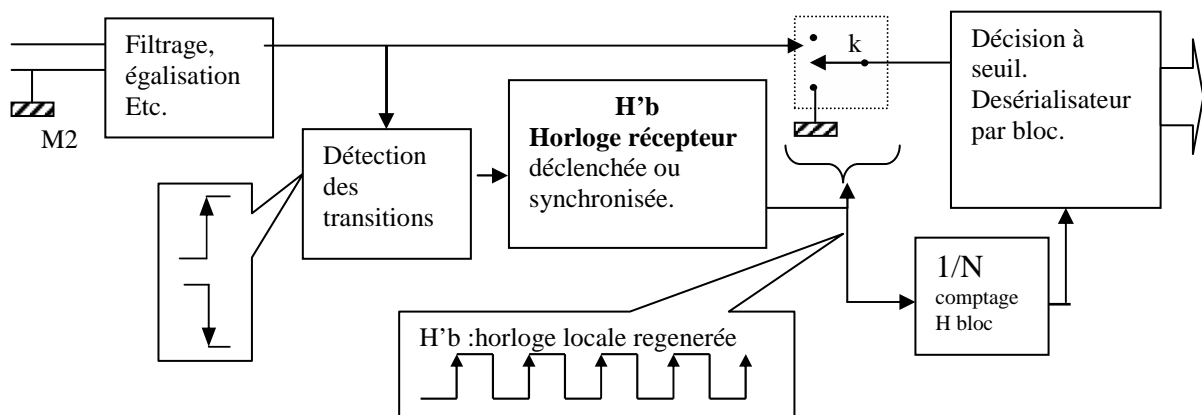 Filtrage,
égalisation
Etc.
M2
Détection
des
transitions
H’b
Horloge récepteur
déclenchée ou
synchronisée.
k
Décision à
seuil.
Desérialisateur
par bloc.
1/N
comptage
H bloc
H’b :horloge locale regenerée